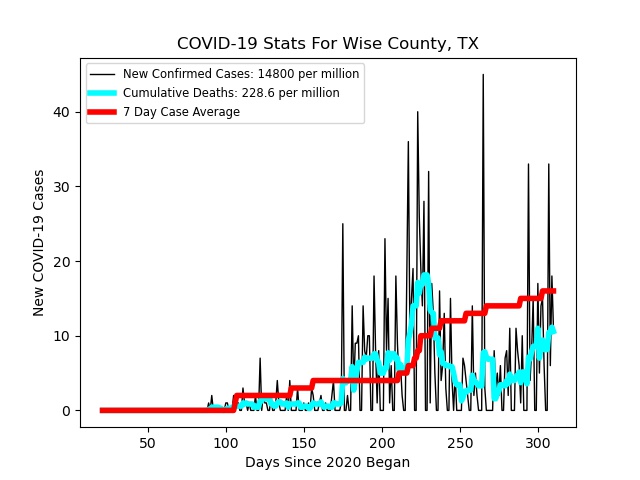 COVID-19 Stats For Wise County, TX
New Confirmed Cases: 14800 per million
Cumulative Deaths: 228.6 per million
7 Day Case Average
New COVID-19 Cases
40
30
20
10
0
50 100 150 200 250 300
Days Since 2020 Began